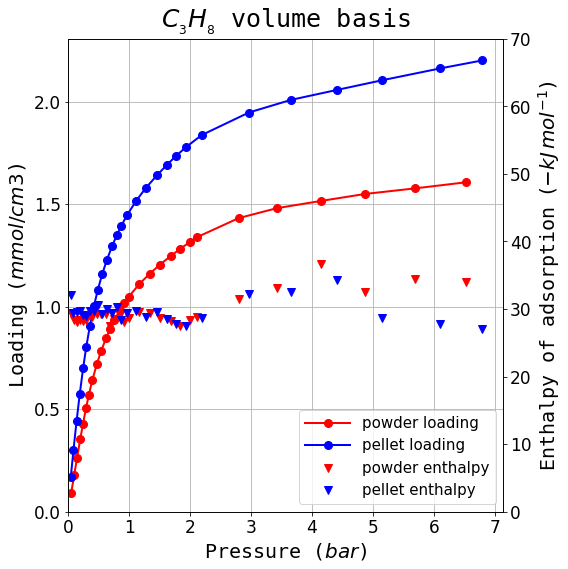 C₃H₈ volume basis
Loading (mmol/cm3)
2.0
1.5
1.0
0.5
0.0
70
60
50
40
30
20
10
0
Enthalpy of adsorption (−kJmol⁻¹)
powder loading
pellet loading
powder enthalpy
pellet enthalpy
0 1 2 3 4 5 6 7
Pressure (bar)